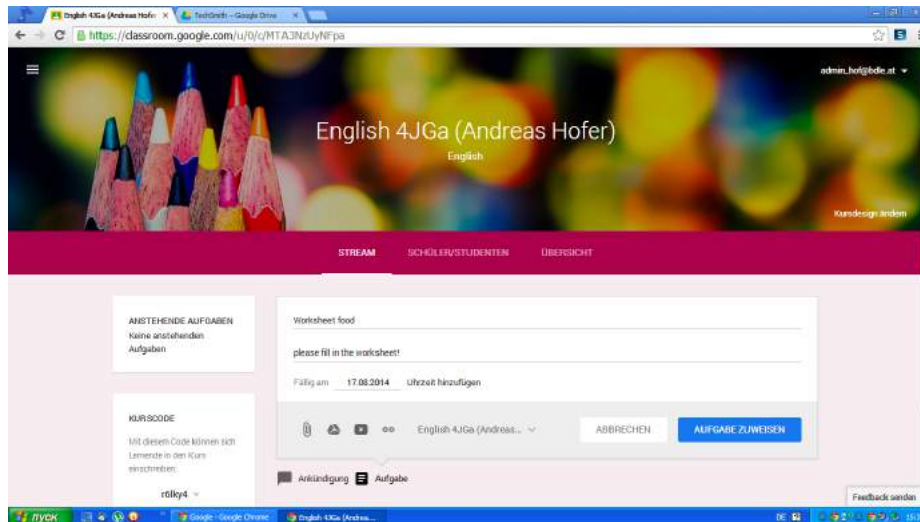 English 4JGa (Andreas Hofer
TechSmith - Google Drive
https://classroom.google.com/u/0/c/MTA3NzUyNFpa
admin_hof@bdle.at
English 4JGa (Andreas Hofer)
English
Kursdesign ändern
STREAM SCHÜLER/STUDENTEN ÜBERSICHT
ANSTEHENDE AUFGABEN
Keine anstehenden
Aufgaben
Worksheet food
please fill in the worksheet!
Fällig am 17.08.2014 Uhrzeit hinzufügen
English 4JGa (Andreas... ABBRECHEN AUFGABE ZUWEISEN
Ankündigung Aufgabe
KURSCODE
Mit diesem Code können sich
Lernende in den Kurs
einschreiben:
r6lky4
Feedback senden
пуск
Google - Google Chrome
English 4JGa (Andrea...
DE